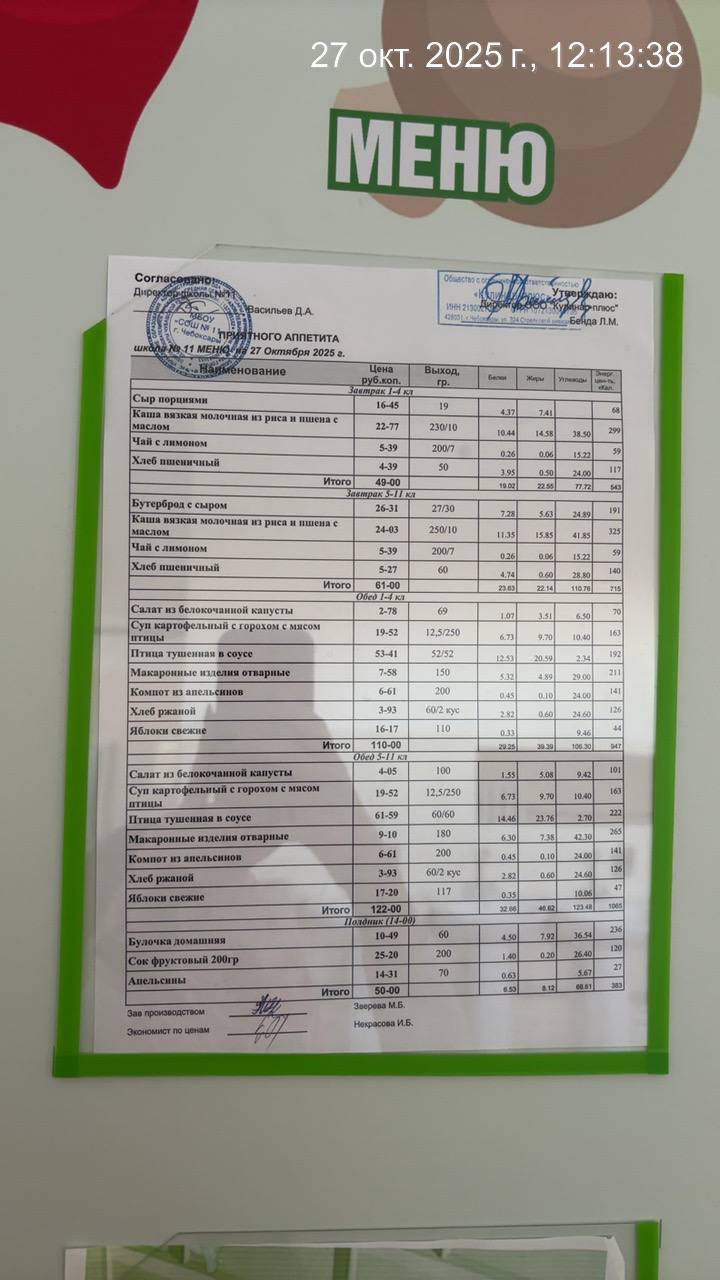 27 окт. 2025 г., 12:13:38
МЕНЮ
Согласовано:
Директор школы №11
Васильев Д.А.
МБОУ
"СОШ № 11"
г. Чебоксары
Общество с ограниченной ответственностью
Утверждаю:
Директор ООО "Кулинар-плюс"
Бенда Л.М.
ПРИЯТНОГО АППЕТИТА
школа № 11 МЕНЮ на 27 Октября 2025 г.
Наименование Цена руб.коп. Выход, гр. Белки Жиры Углеводы Энерг. цен-ть, кКал.
Завтрак 1-4 кл
Сыр порциями 16-45 19 4.37 7.41 68
Каша вязкая молочная из риса и пшена с маслом 22-77 230/10 10.44 14.58 38.50 299
Чай с лимоном 5-39 200/7 0.26 0.06 15.22 59
Хлеб пшеничный 4-39 50 3.95 0.50 24.00 117
Итого 49-00 19.02 22.55 77.72 543
Завтрак 5-11 кл
Бутерброд с сыром 26-31 27/30 7.28 5.63 24.89 191
Каша вязкая молочная из риса и пшена с маслом 24-03 250/10 11.35 15.85 41.85 325
Чай с лимоном 5-39 200/7 0.26 0.06 15.22 59
Хлеб пшеничный 5-27 60 4.74 0.60 28.80 140
Итого 61-00 23.63 22.14 110.76 715
Обед 1-4 кл
Салат из белокочанной капусты 2-78 69 1.07 3.51 6.50 70
Суп картофельный с горохом с мясом птицы 19-52 12,5/250 6.73 9.70 10.40 163
Птица тушенная в соусе 53-41 52/52 12.53 20.59 2.34 192
Макаронные изделия отварные 7-58 150 5.32 4.89 29.00 211
Компот из апельсинов 6-61 200 0.45 0.10 24.00 141
Хлеб ржаной 3-93 60/2 кус 2.82 0.60 24.60 126
Яблоки свежие 16-17 110 0.33 9.46 44
Итого 110-00 29.25 39.39 106.30 947
Обед 5-11 кл
Салат из белокочанной капусты 4-05 100 1.55 5.08 9.42 101
Суп картофельный с горохом с мясом птицы 19-52 12,5/250 6.73 9.70 10.40 163
Птица тушенная в соусе 61-59 60/60 14.46 23.76 2.70 222
Макаронные изделия отварные 9-10 180 6.30 7.38 42.30 265
Компот из апельсинов 6-61 200 0.45 0.10 24.00 141
Хлеб ржаной 3-93 60/2 кус 2.82 0.60 24.60 126
Яблоки свежие 17-20 117 0.35 10.06 47
Итого 122-00 32.66 46.62 123.48 1065
Полдник (14-00)
Булочка домашняя 10-49 60 4.50 7.92 36.54 236
Сок фруктовый 200гр 25-20 200 1.40 0.20 26.40 120
Апельсины 14-31 70 0.63 5.67 27
Итого 50-00 6.53 8.12 68.61 383
Зав производством Зверева М.Б.
Экономист по ценам Некрасова И.Б.